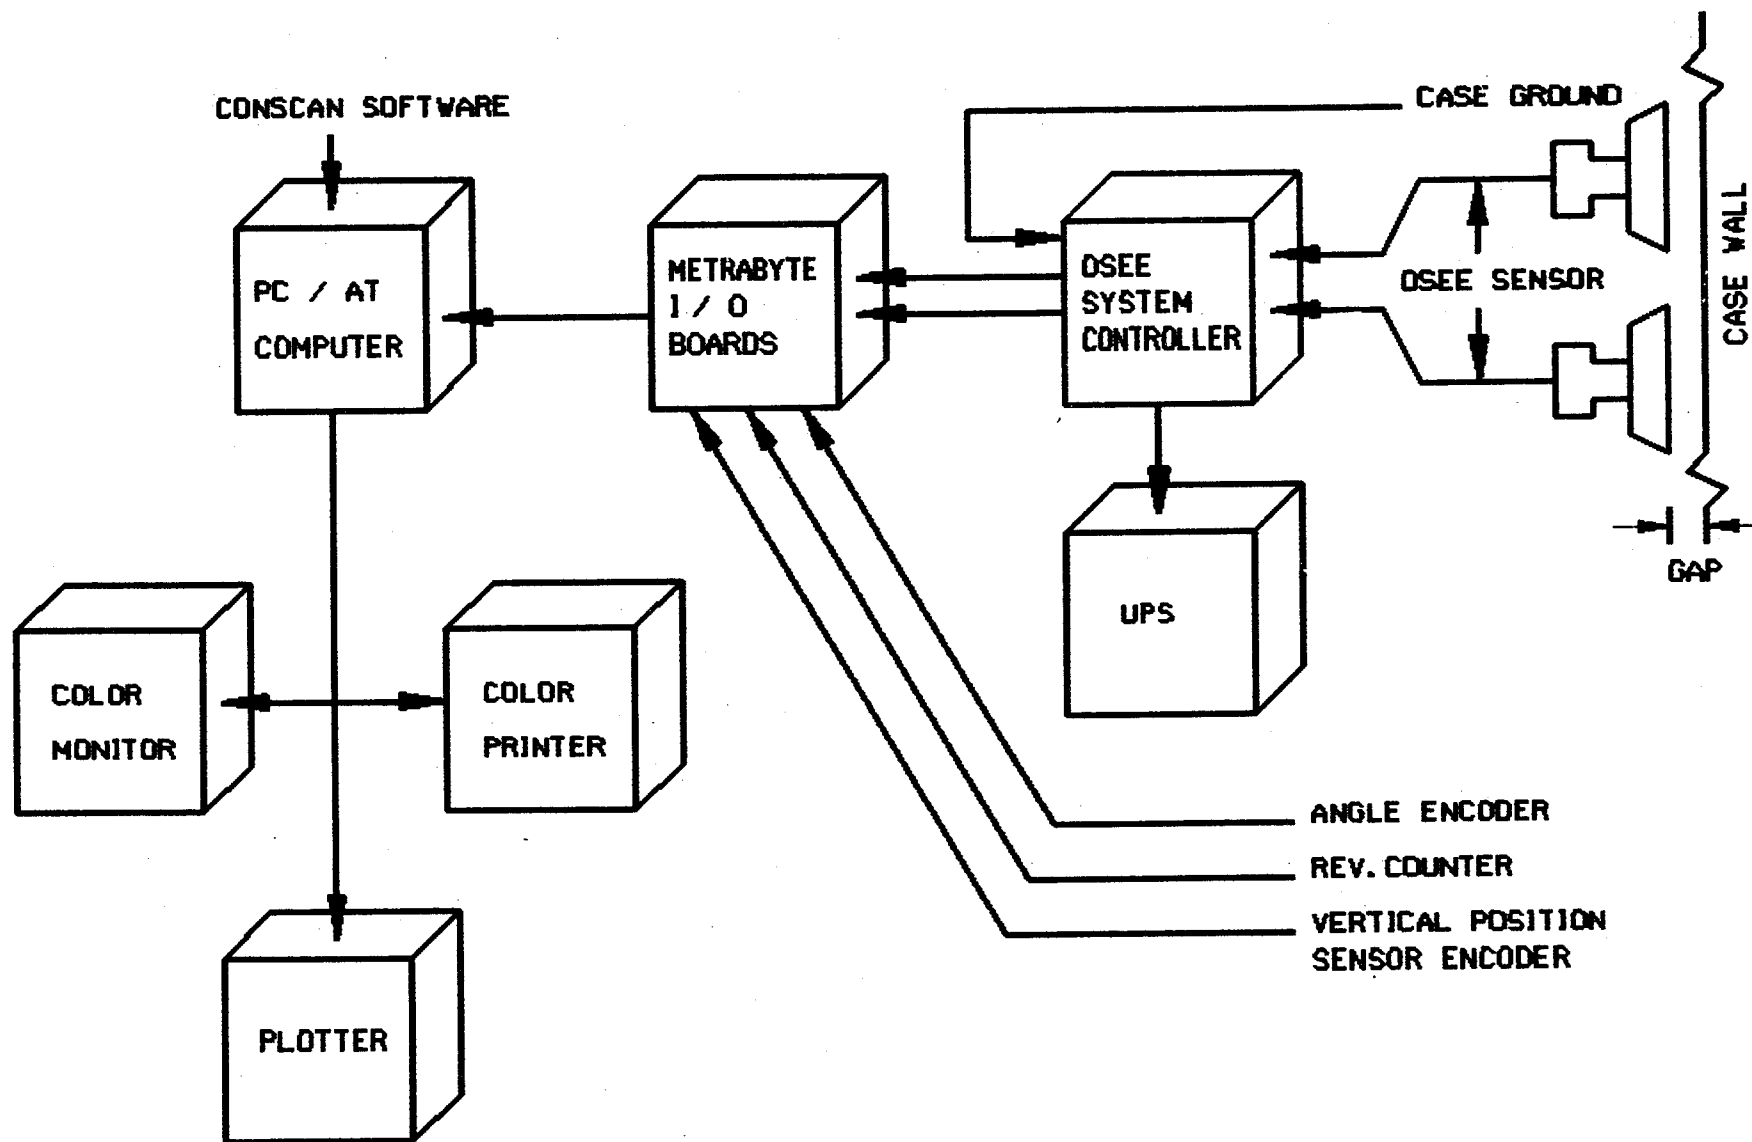 CONSCAN SOFTWARE
CASE GROUND
CASE WALL
PC / AT
COMPUTER
METRABYTE
I / O
BOARDS
OSEE
SYSTEM
CONTROLLER
OSEE SENSOR
GAP
UPS
COLOR
MONITOR
COLOR
PRINTER
ANGLE ENCODER
REV. COUNTER
VERTICAL POSITION
SENSOR ENCODER
PLOTTER